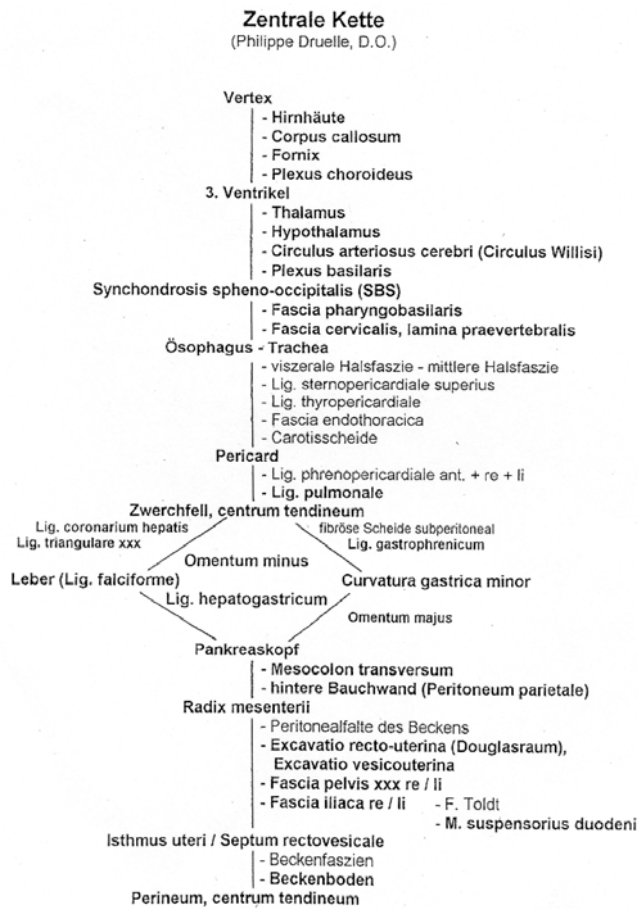 Zentrale Kette
(Philippe Druelle, D.O.)
Vertex
- Hirnhäute
- Corpus callosum
- Fornix
- Plexus choroideus
3. Ventrikel
- Thalamus
- Hypothalamus
- Circulus arteriosus cerebri (Circulus Willisi)
- Plexus basilaris
Synchondrosis spheno-occipitalis (SBS)
- Fascia pharyngobasilaris
- Fascia cervicalis, lamina praevertebralis
Ösophagus - Trachea
- viszerale Halsfaszie - mittlere Halsfaszie
- Lig. sternopericardiale superius
- Lig. thyropericardiale
- Fascia endothoracica
- Carotisscheide
Pericard
- Lig. phrenopericardiale ant. + re + li
- Lig. pulmonale
Zwerchfell, centrum tendineum
Lig. coronarium hepatis
Lig. triangulare xxx
fibröse Scheide subperitoneal
Lig. gastrophrenicum
Omentum minus
Leber (Lig. falciforme)
Curvatura gastrica minor
Lig. hepatogastricum
Omentum majus
Pankreaskopf
- Mesocolon transversum
- hintere Bauchwand (Peritoneum parietale)
Radix mesenterii
- Peritonealfalte des Beckens
- Excavatio recto-uterina (Douglasraum),
Excavatio vesicouterina
- Fascia pelvis xxx re / li
- Fascia iliaca re / li - F. Toldt
- M. suspensorius duodeni
Isthmus uteri / Septum rectovesicale
- Beckenfaszien
- Beckenboden
Perineum, centrum tendineum